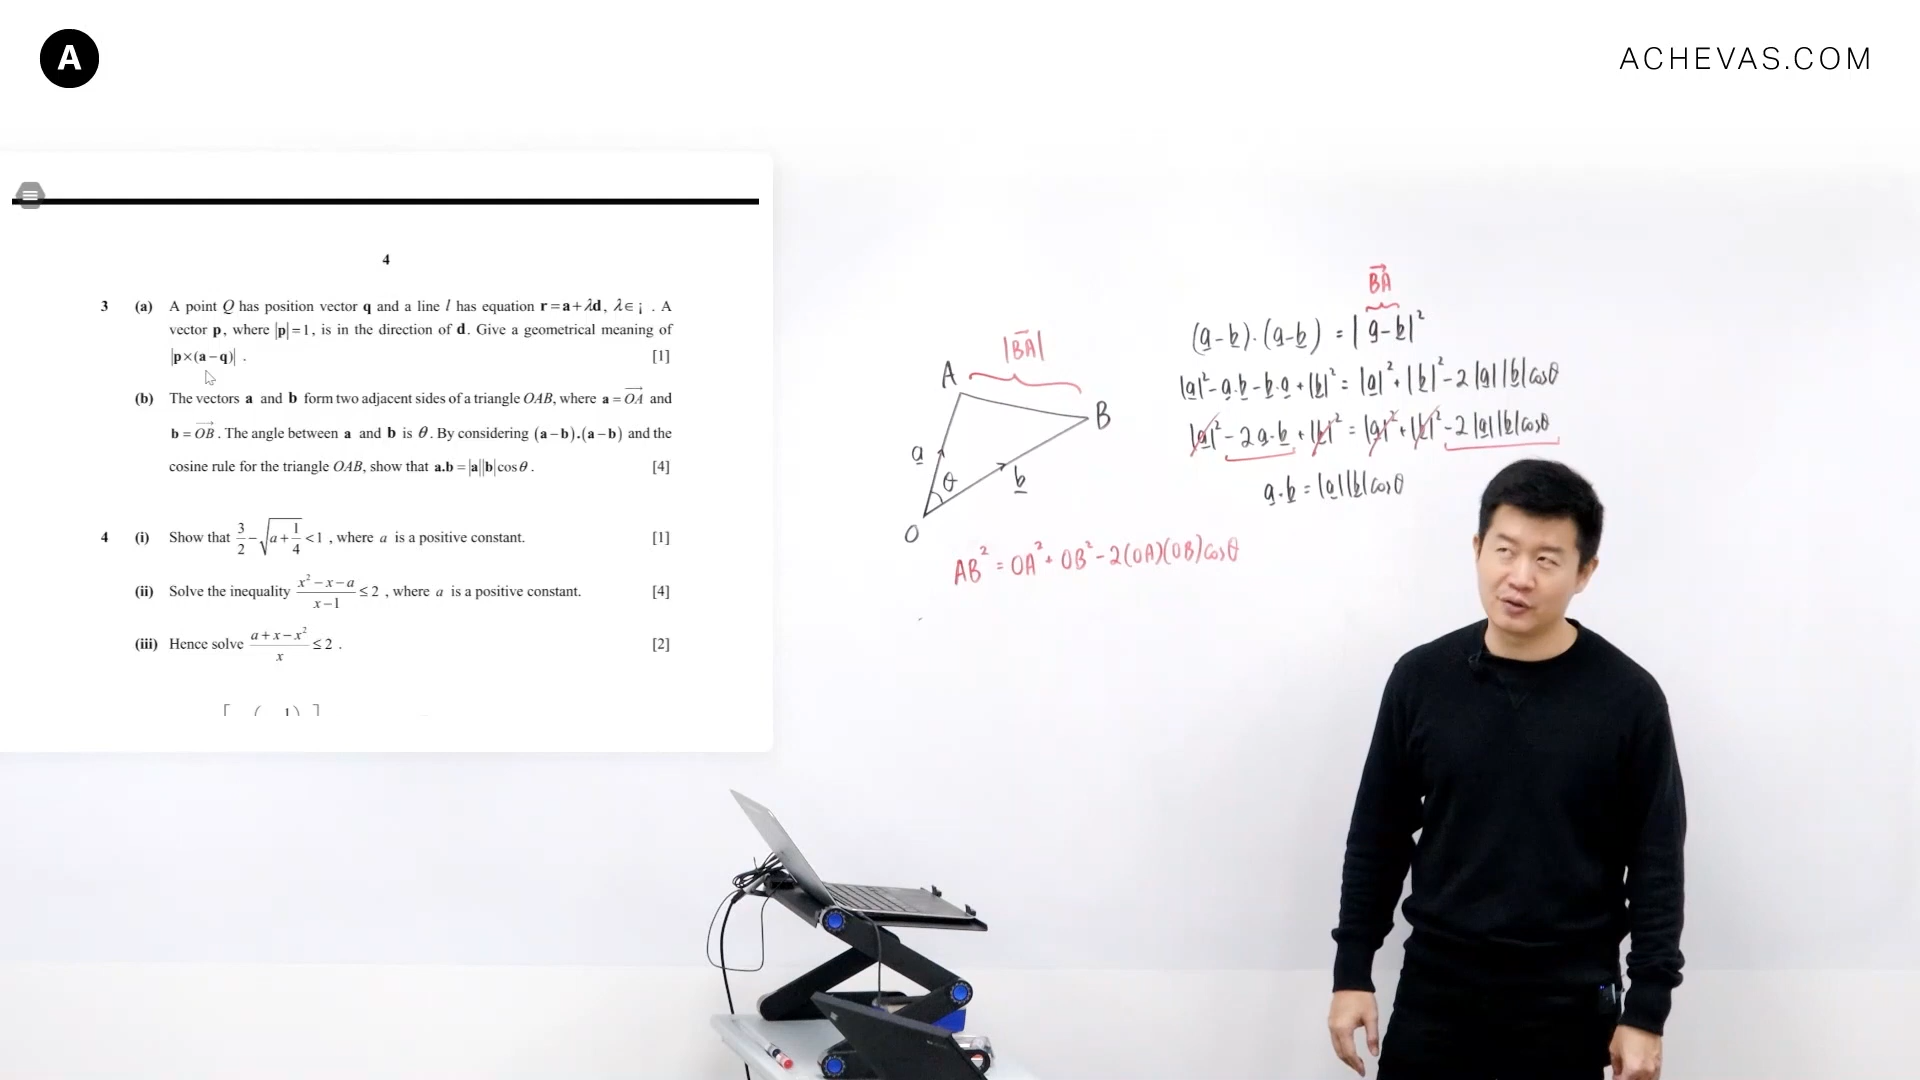 A
ACHEVAS.COM
4
3 (a) A point Q has position vector q and a line l has equation r=a+λd, λ∈¡ . A
vector p, where |p|=1, is in the direction of d. Give a geometrical meaning of
|p×(a−q)| . [1]
(b) The vectors a and b form two adjacent sides of a triangle OAB, where a=OA→ and
b=OB→. The angle between a and b is θ. By considering (a−b).(a−b) and the
cosine rule for the triangle OAB, show that a.b=|a||b|cosθ. [4]
4 (i) Show that 3/2−√(a+1/4)<1, where a is a positive constant. [1]
(ii) Solve the inequality (x²−x−a)/(x−1)≤2, where a is a positive constant. [4]
(iii) Hence solve (a+x−x²)/x≤2. [2]
|BA→|
A
B
a
θ
b
O
AB² = OA² + OB² − 2(OA)(OB)cosθ
BA→
(a−b)·(a−b) = |a−b|²
|a|²−a·b−b·a+|b|² = |a|²+|b|²−2|a||b|cosθ
|a|²−2a·b+|b|² = |a|²+|b|²−2|a||b|cosθ
a·b = |a||b|cosθ